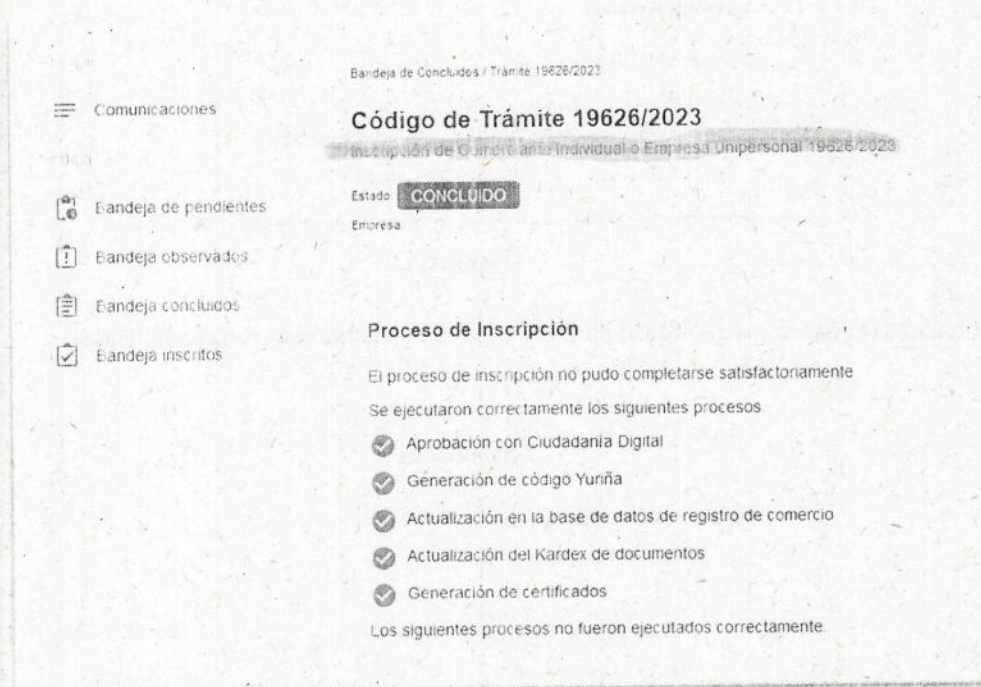 Bandeja de Concluidos / Trámite 19626/2023
Comunicaciones
Código de Trámite 19626/2023
Inscripción de Comerciante Individual o Empresa Unipersonal 19626/2023
Estado CONCLUIDO
Empresa
Bandeja de pendientes
Bandeja observados
Bandeja concluidos
Bandeja inscritos
Proceso de Inscripción
El proceso de inscripción no pudo completarse satisfactoriamente
Se ejecutaron correctamente los siguientes procesos
Aprobación con Ciudadanía Digital
Generación de código Yuriña
Actualización en la base de datos de registro de comercio
Actualización del Kardex de documentos
Generación de certificados
Los siguientes procesos no fueron ejecutados correctamente